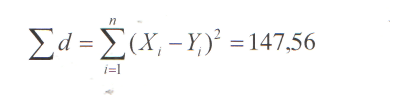 ∑d = ∑_{i=1}^{n}(X_i – Y_i)² = 147,56